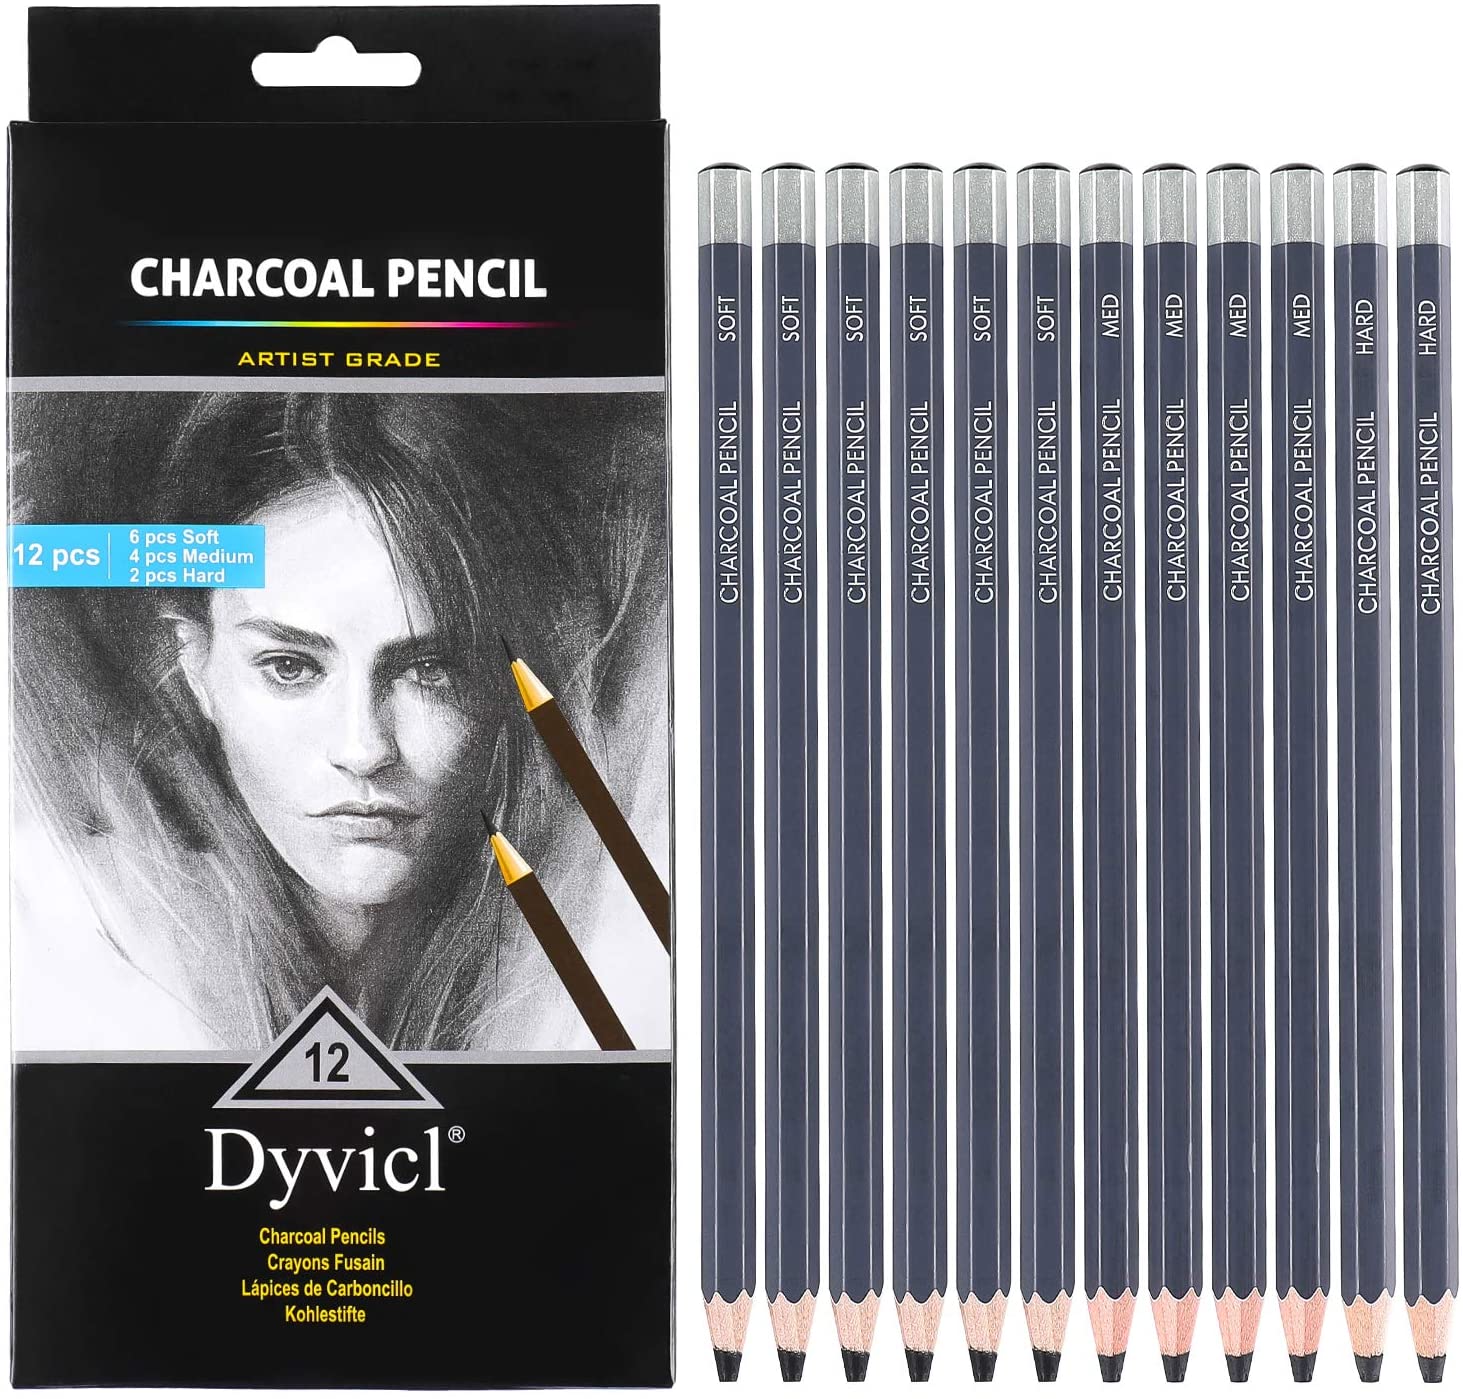 CHARCOAL PENCIL
ARTIST GRADE
12 pcs
6 pcs Soft
4 pcs Medium
2 pcs Hard
12
Dyvicl®
Charcoal Pencils
Crayons Fusain
Lápices de Carboncillo
Kohlestifte
CHARCOAL PENCIL SOFT
CHARCOAL PENCIL SOFT
CHARCOAL PENCIL SOFT
CHARCOAL PENCIL SOFT
CHARCOAL PENCIL SOFT
CHARCOAL PENCIL SOFT
CHARCOAL PENCIL MED
CHARCOAL PENCIL MED
CHARCOAL PENCIL MED
CHARCOAL PENCIL MED
CHARCOAL PENCIL HARD
CHARCOAL PENCIL HARD